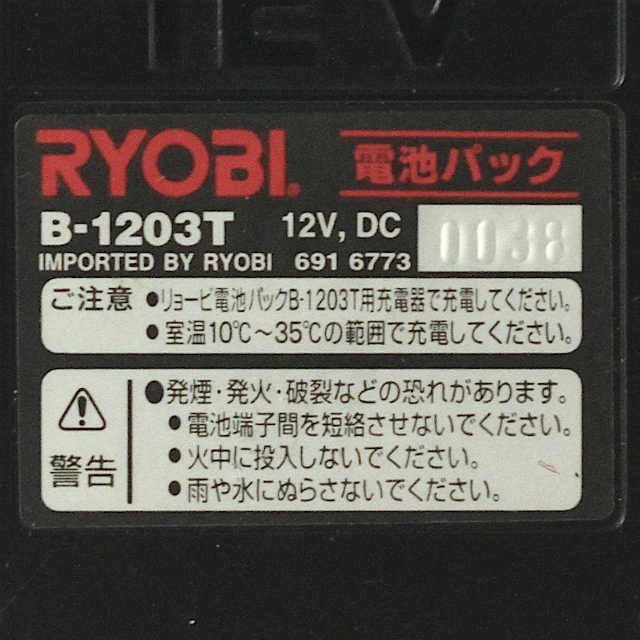 RYOBI. 電池パック
B-1203T 12V, DC 0038
IMPORTED BY RYOBI 691 6773
ご注意 ●リョービ電池パックB-1203T用充電器で充電してください。
●室温10℃～35℃の範囲で充電してください。
●発煙・発火・破裂などの恐れがあります。
●電池端子間を短絡させないでください。
警告 ●火中に投入しないでください。
●雨や水にぬらさないでください。